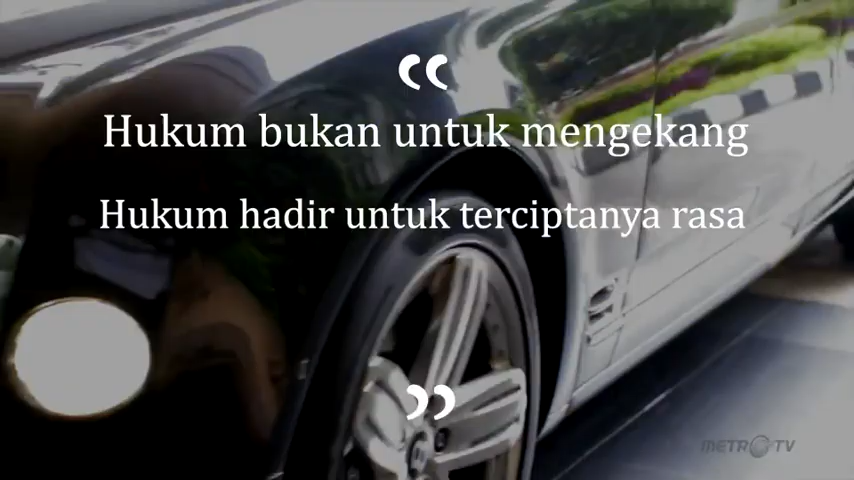 “
Hukum bukan untuk mengekang
Hukum hadir untuk terciptanya rasa
”
METRO TV